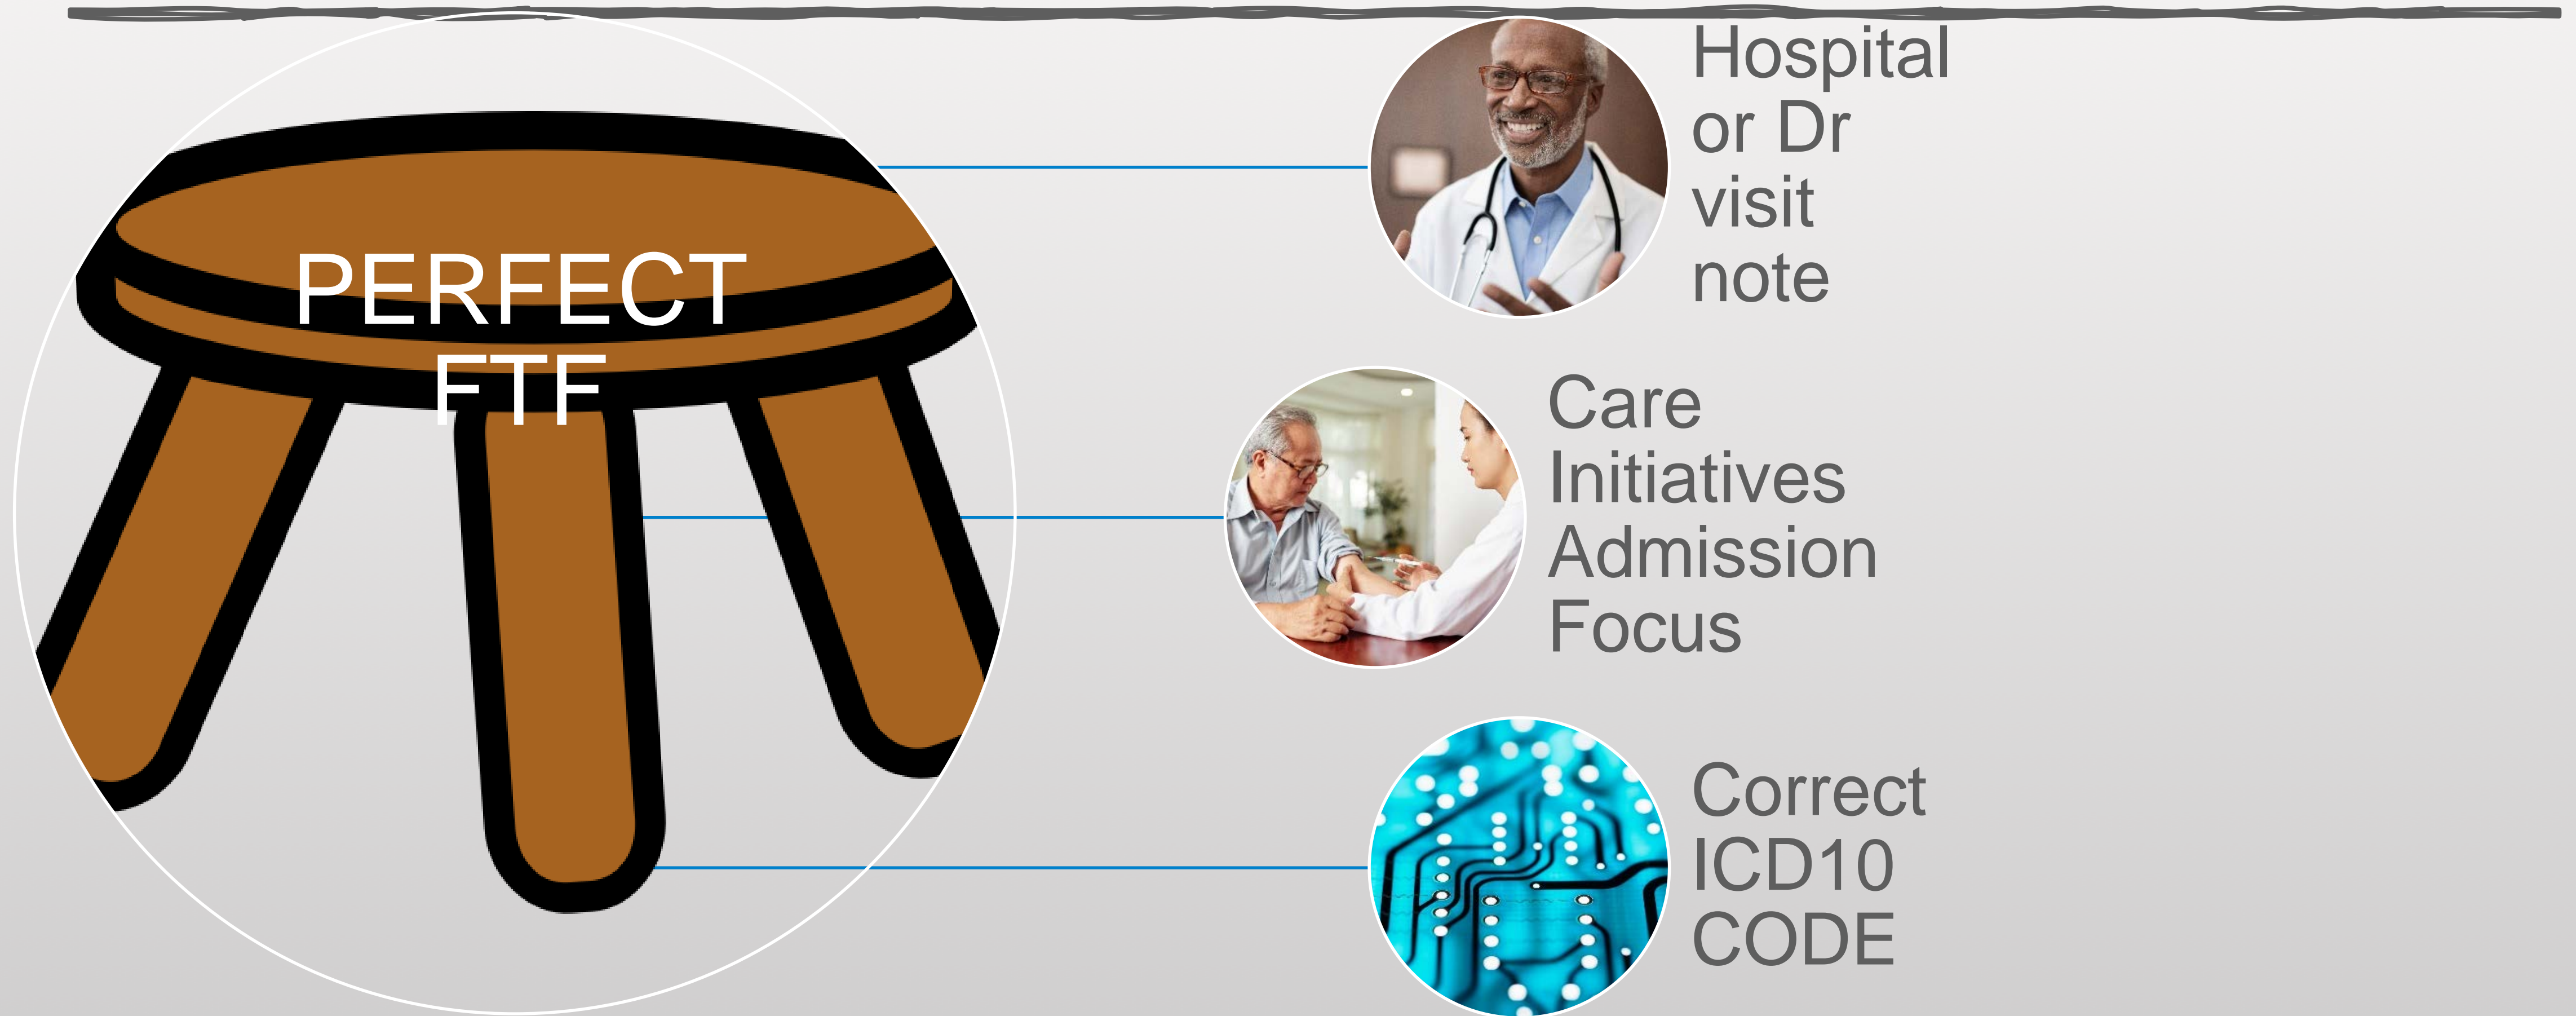 PERFECT
FTF
Hospital
or Dr
visit
note
Care
Initiatives
Admission
Focus
Correct
ICD10
CODE